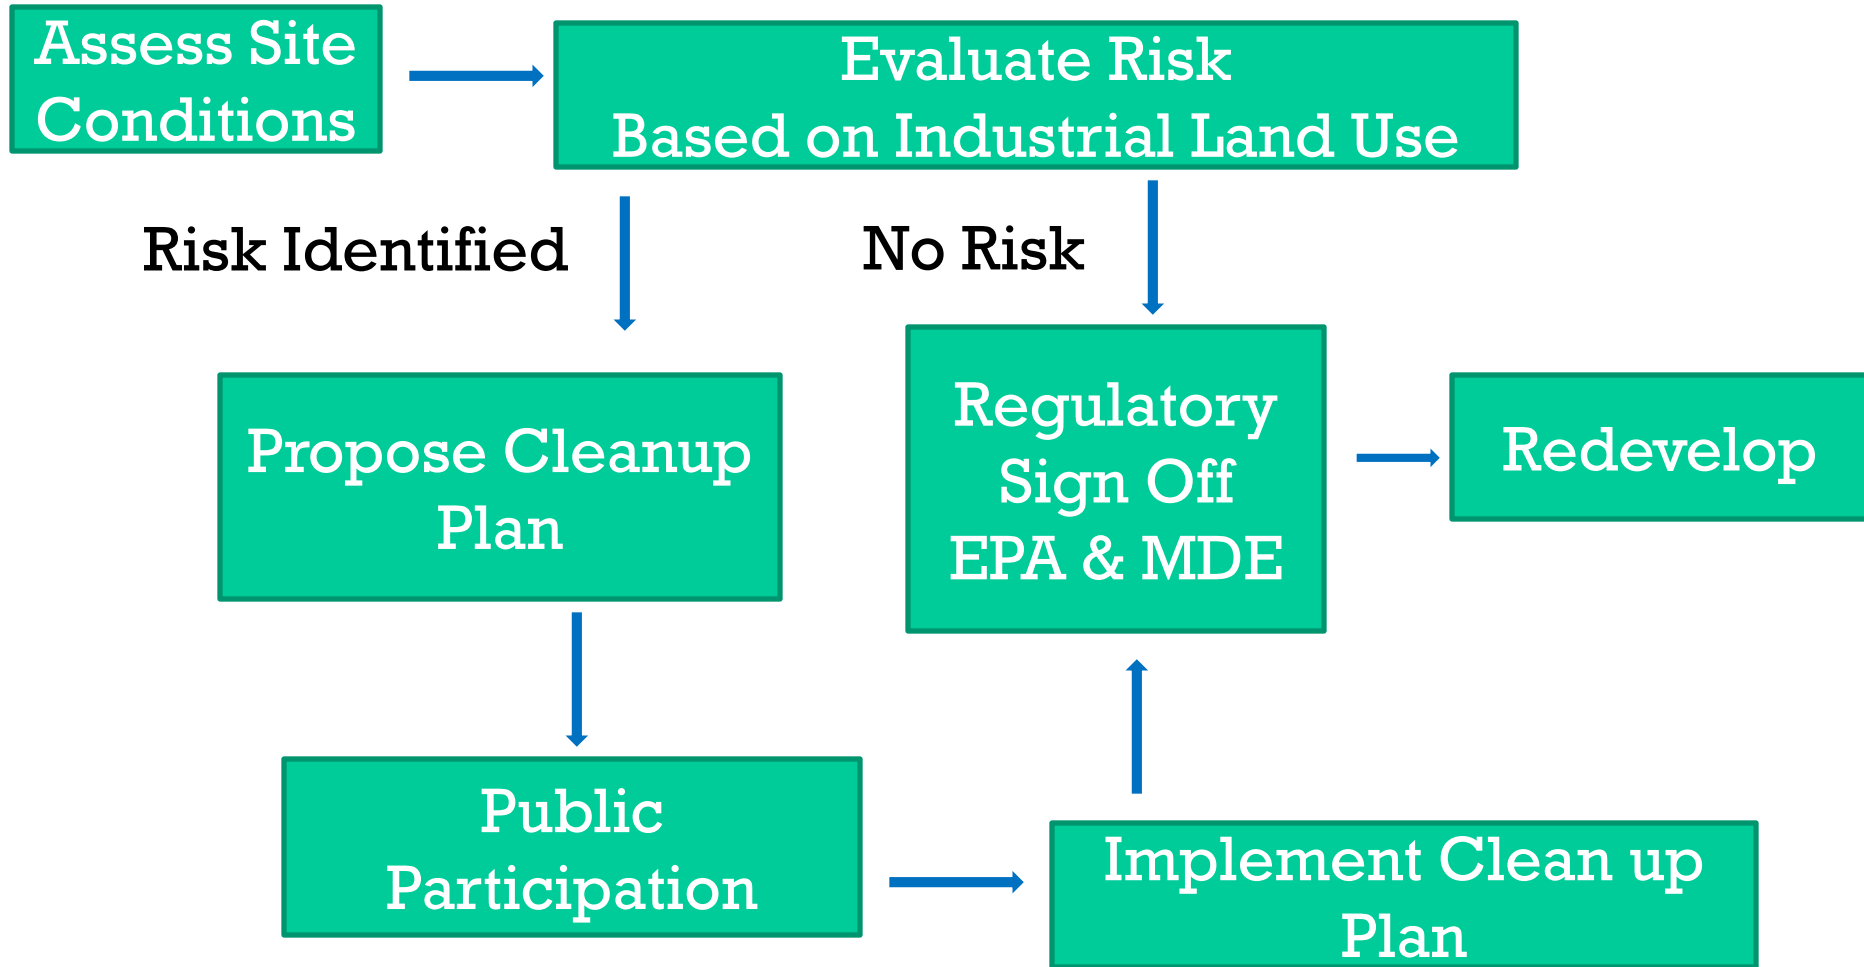 Assess Site
Conditions
Evaluate Risk
Based on Industrial Land Use
Risk Identified
No Risk
Propose Cleanup
Plan
Regulatory
Sign Off
EPA & MDE
Redevelop
Public
Participation
Implement Clean up
Plan